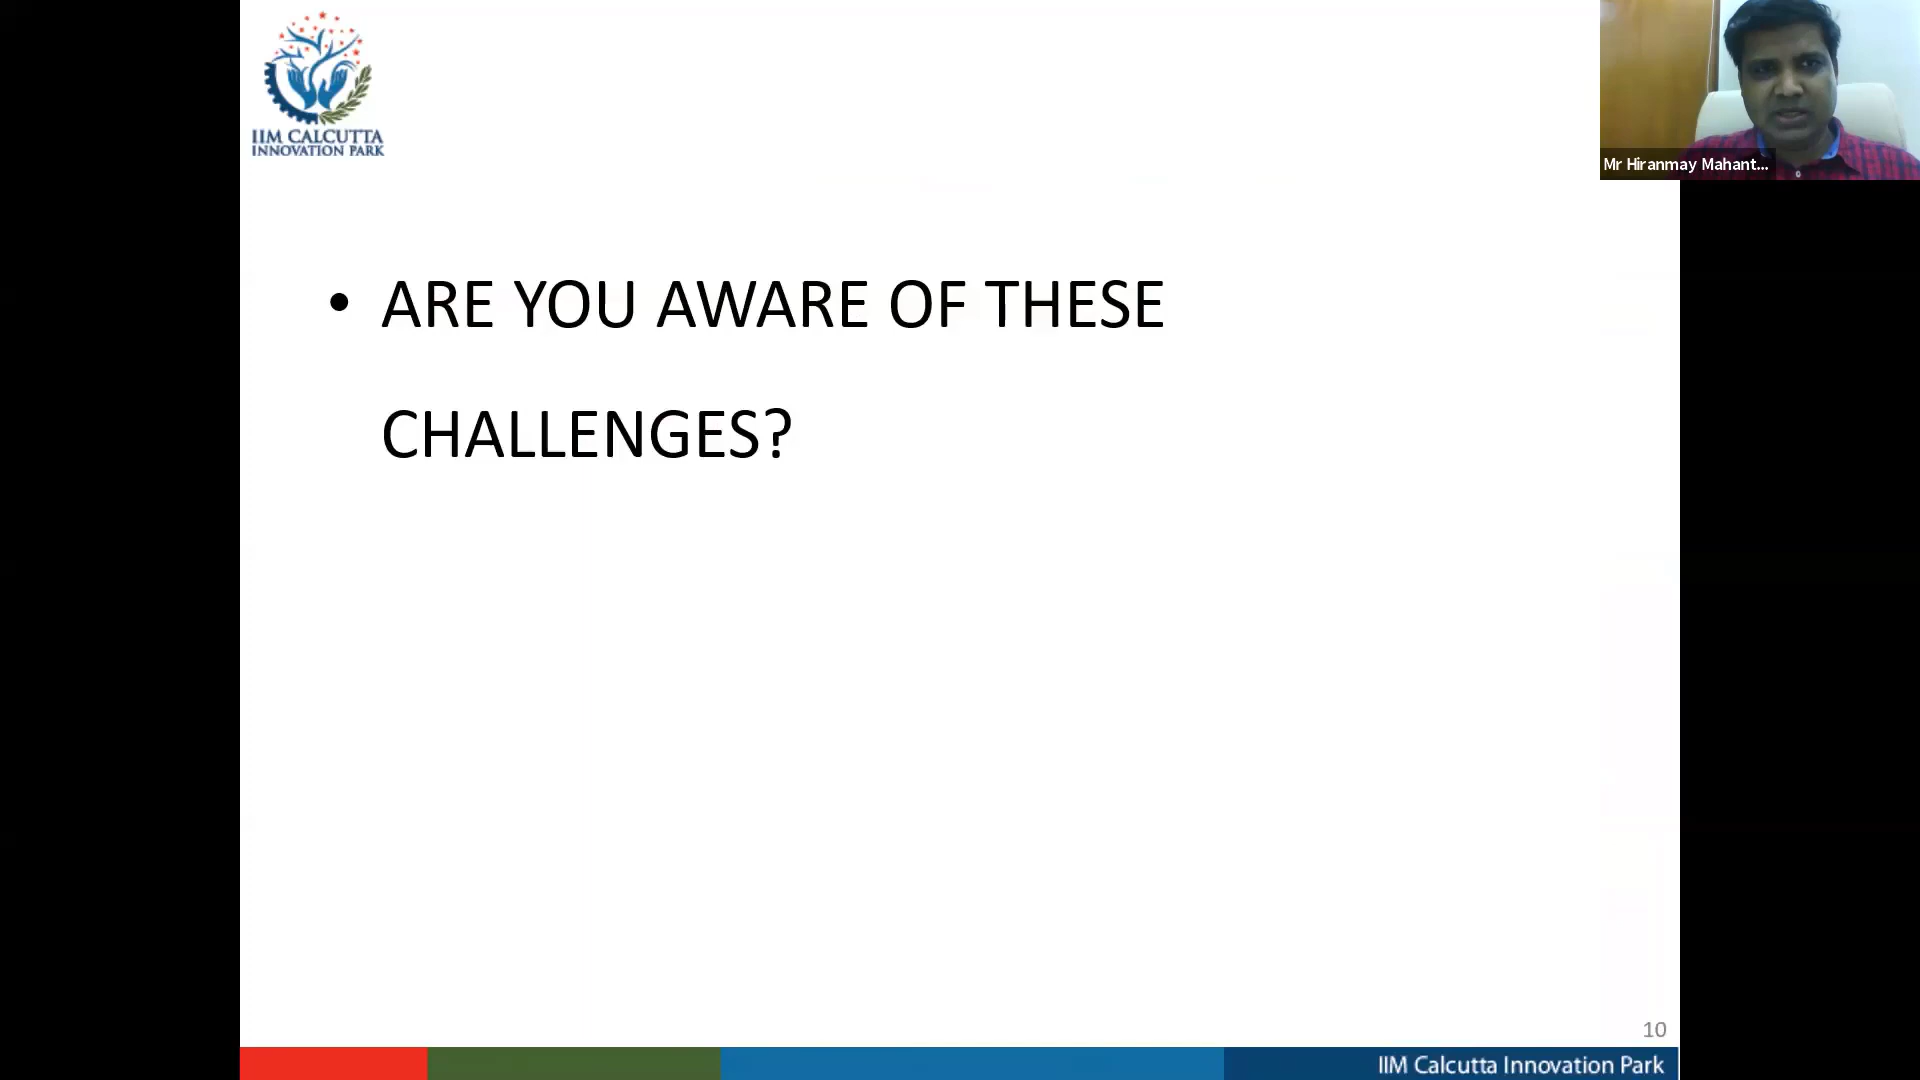 IIM CALCUTTA
INNOVATION PARK
Mr Hiranmay Mahant...
• ARE YOU AWARE OF THESE
CHALLENGES?
10
IIM Calcutta Innovation Park